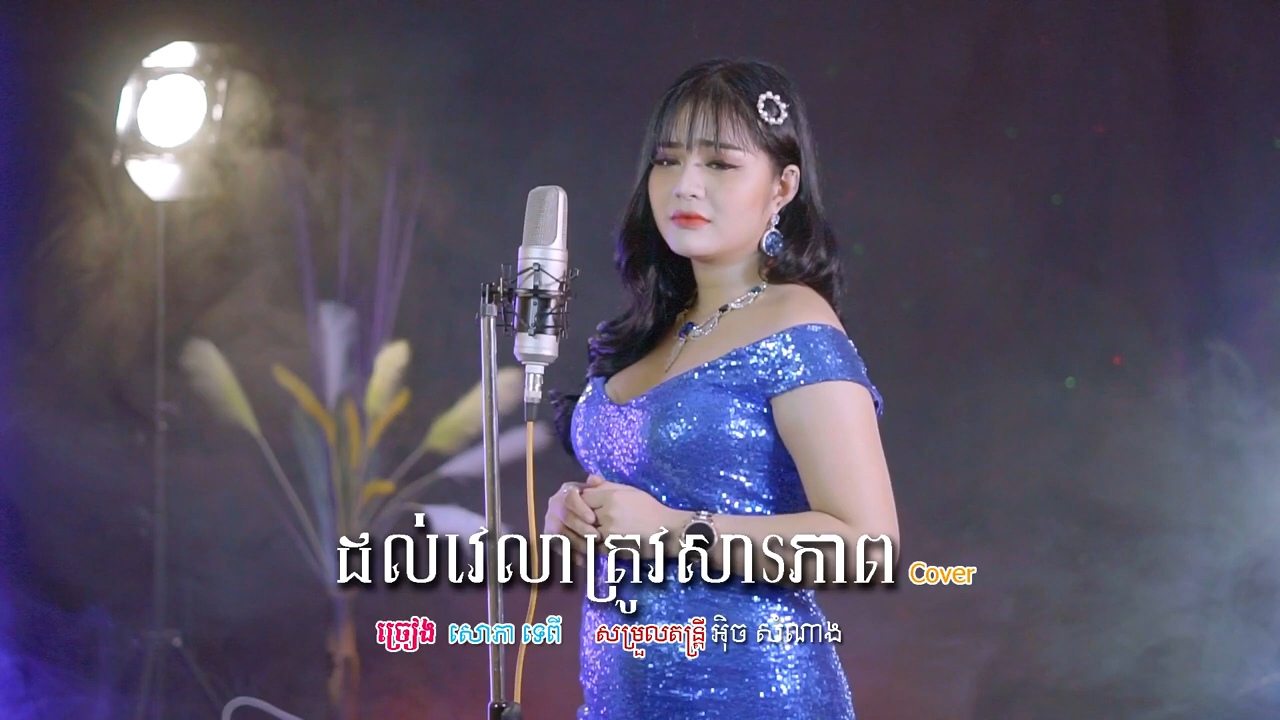 ដល់វេលាត្រូវសារភាព Cover
ច្រៀង សោភា ទេពី សម្រួលតន្ត្រី អ៊ិច សំណាង